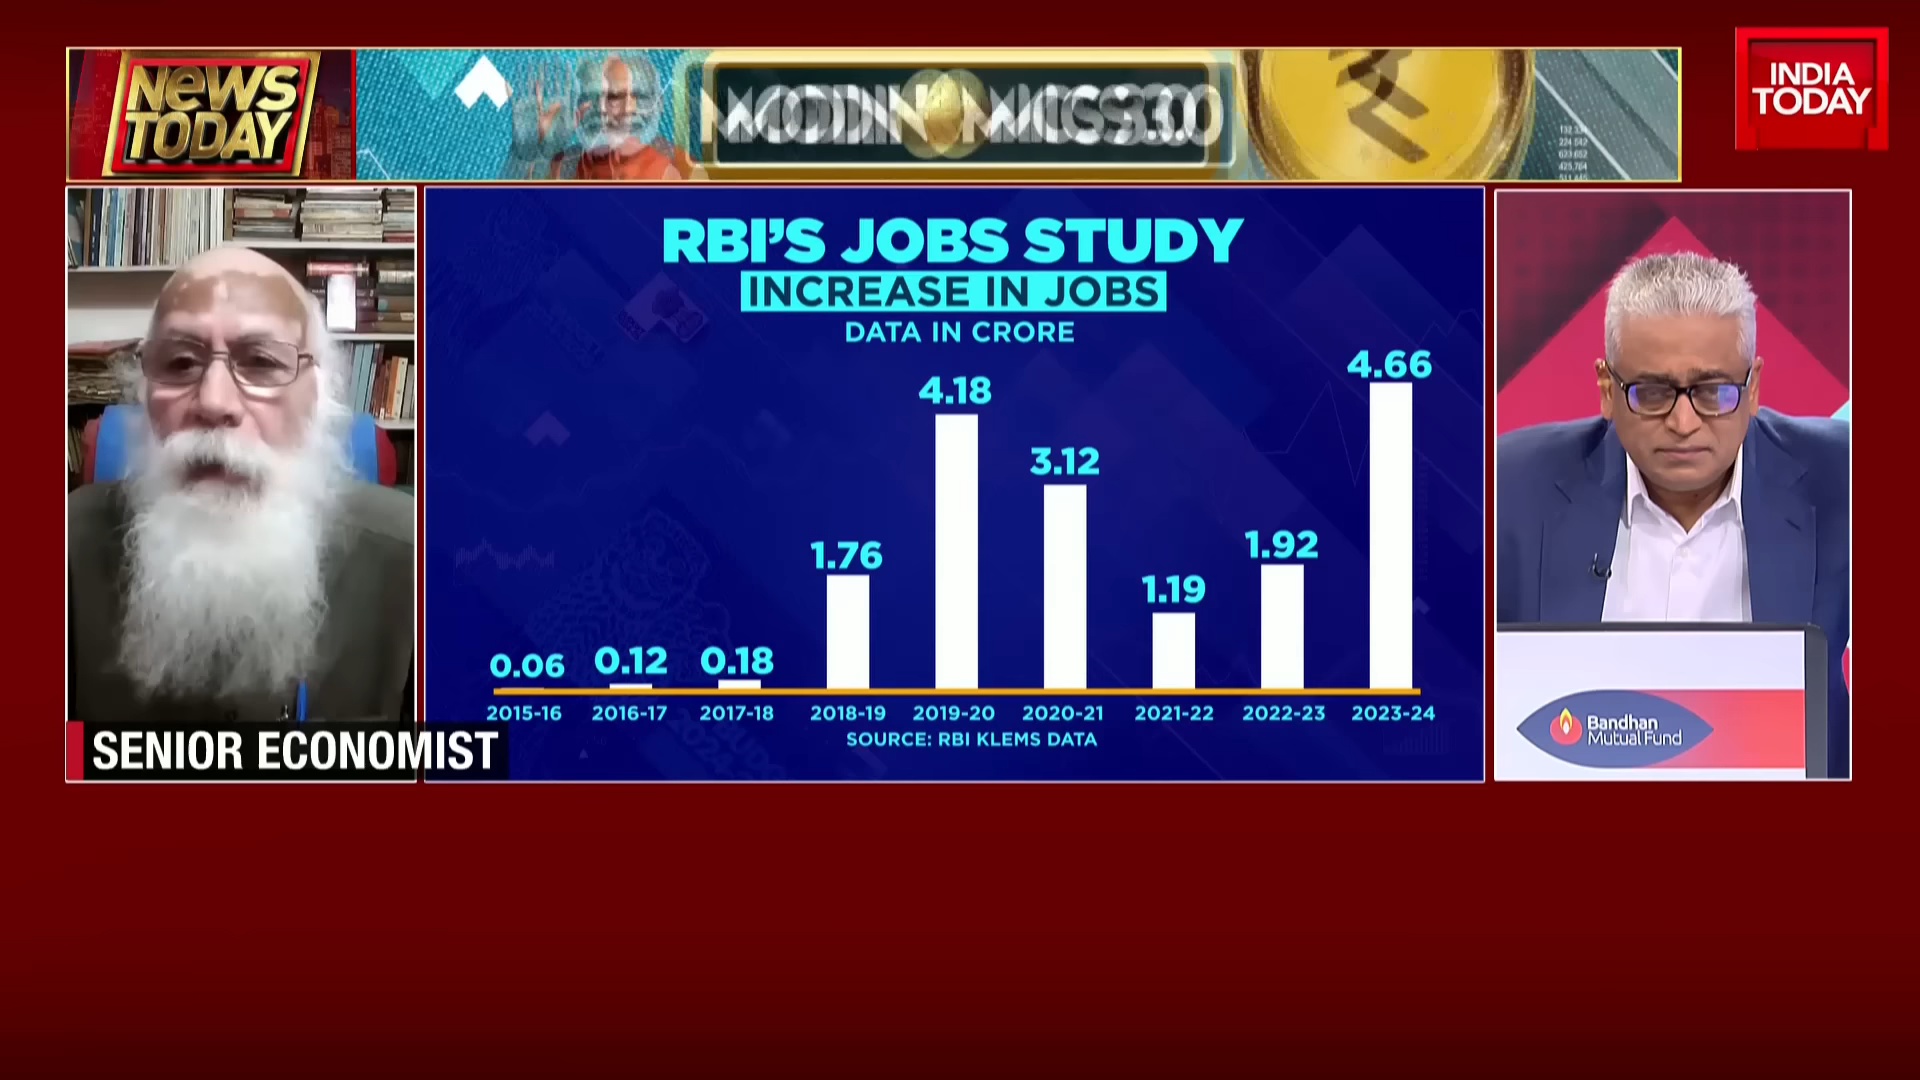 NEWS
TODAY
INDIA
TODAY
RBI'S JOBS STUDY
INCREASE IN JOBS
DATA IN CRORE
0.06
0.12
0.18
1.76
4.18
3.12
1.19
1.92
4.66
2015-16
2016-17
2017-18
2018-19
2019-20
2020-21
2021-22
2022-23
2023-24
SOURCE: RBI KLEMS DATA
SENIOR ECONOMIST
Bandhan
Mutual Fund